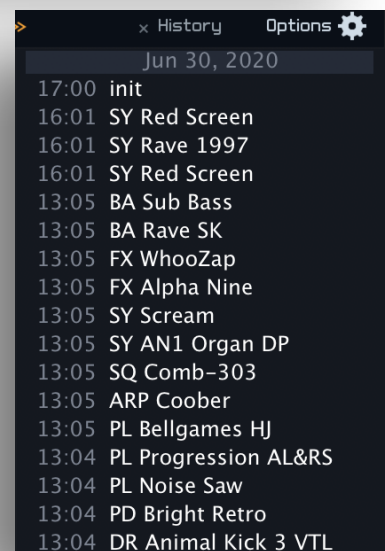 × History Options
Jun 30, 2020
17:00 init
16:01 SY Red Screen
16:01 SY Rave 1997
16:01 SY Red Screen
13:05 BA Sub Bass
13:05 BA Rave SK
13:05 FX WhooZap
13:05 FX Alpha Nine
13:05 SY Scream
13:05 SY AN1 Organ DP
13:05 SQ Comb-303
13:05 ARP Coober
13:05 PL Bellgames HJ
13:04 PL Progression AL&RS
13:04 PL Noise Saw
13:04 PD Bright Retro
13:04 DR Animal Kick 3 VTL